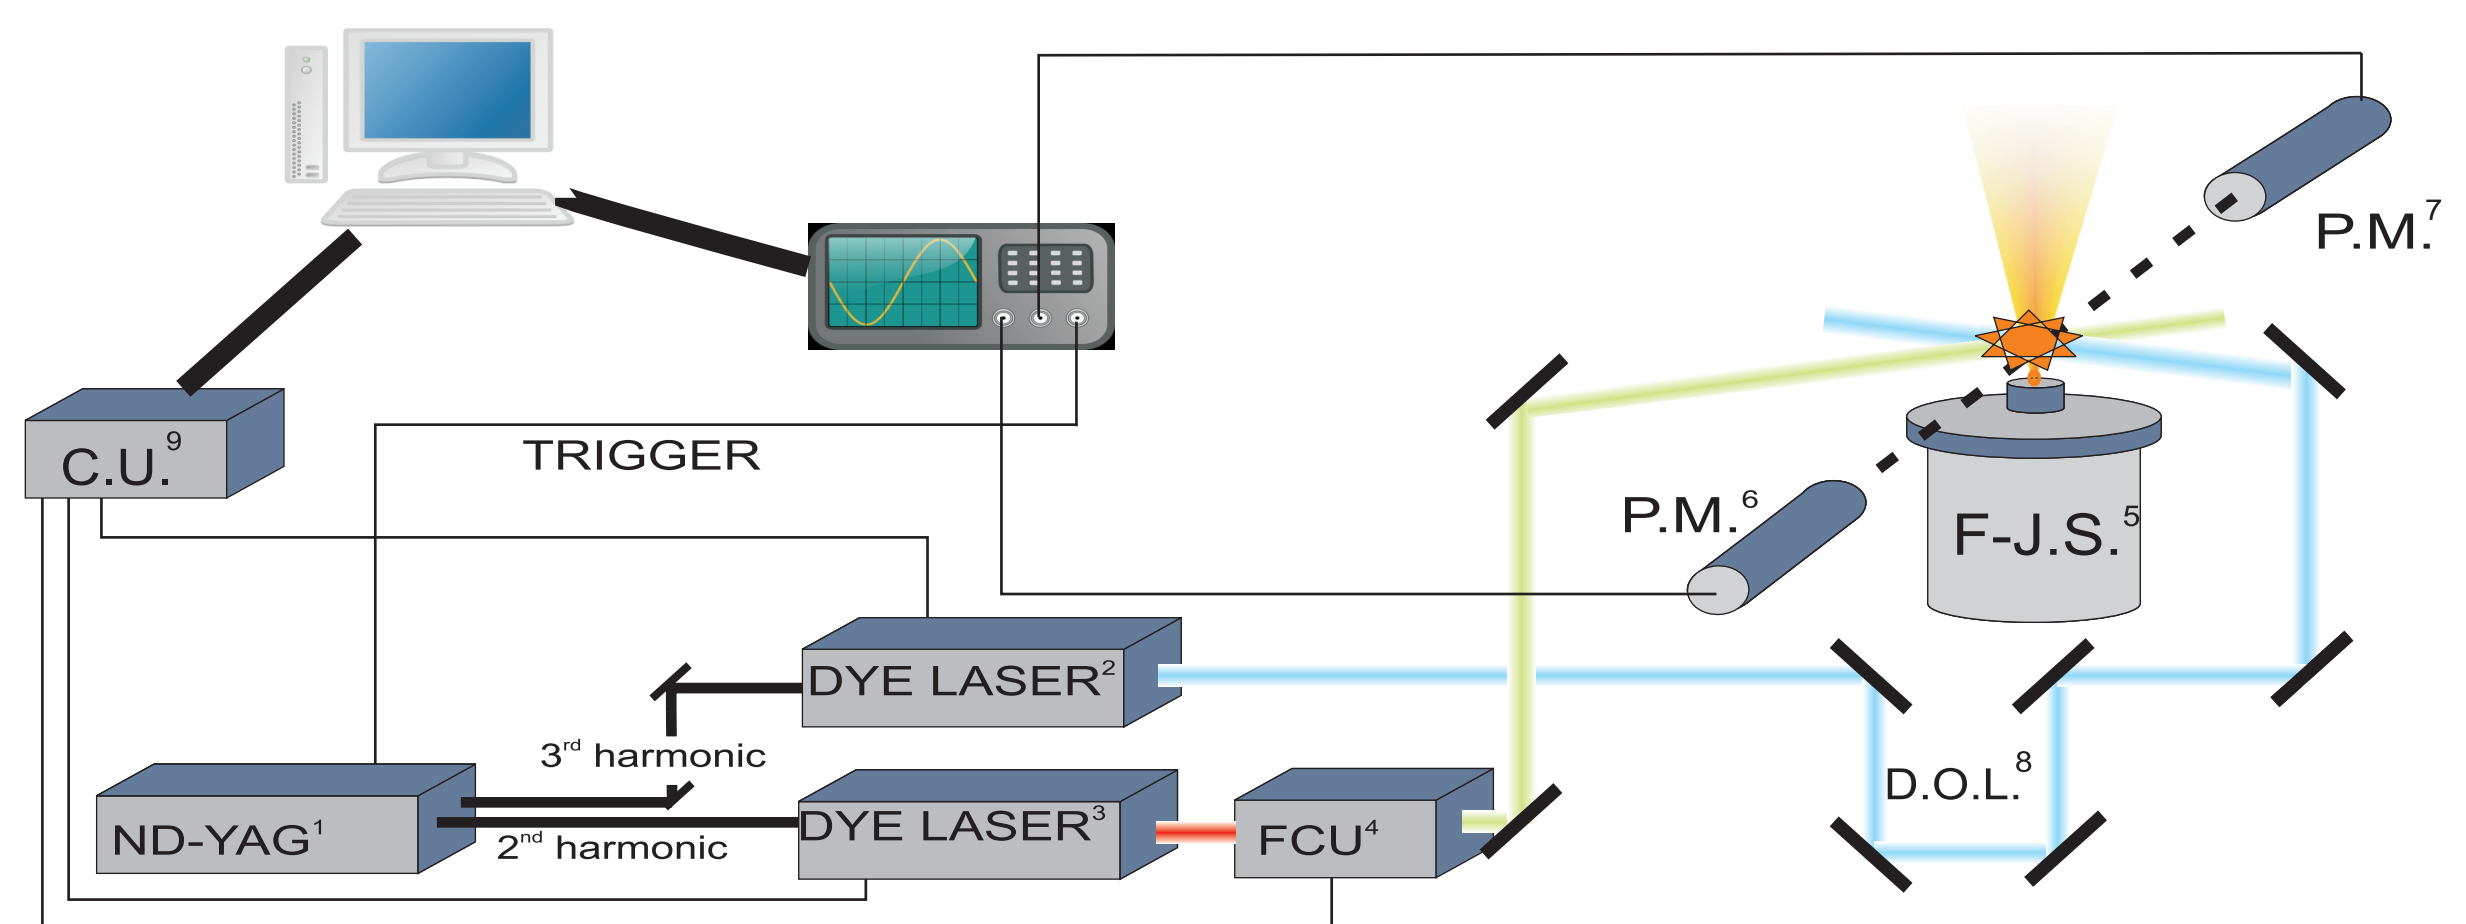 P.M.⁷
C.U.⁹
TRIGGER
P.M.⁶
F-J.S.⁵
DYE LASER²
3ʳᵈ harmonic
D.O.L.⁸
ND-YAG¹
2ⁿᵈ harmonic
DYE LASER³
FCU⁴